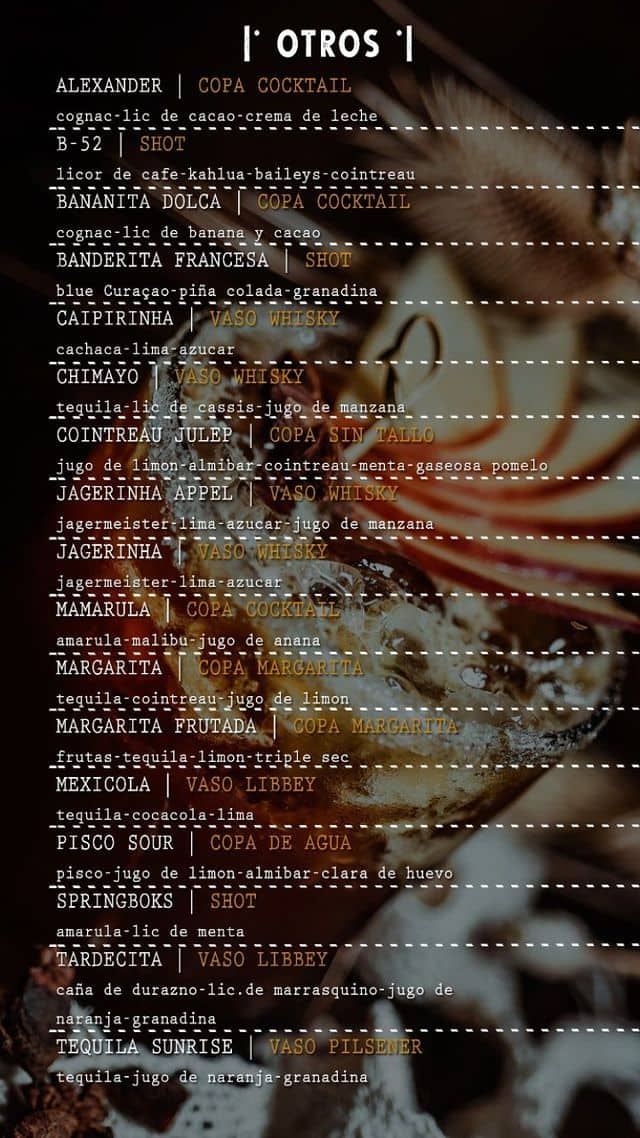 |· OTROS ·|
ALEXANDER | COPA COCKTAIL
cognac-lic de cacao-crema de leche
B-52 | SHOT
licor de cafe-kahlua-baileys-cointreau
BANANITA DOLCA | COPA COCKTAIL
cognac-lic de banana y cacao
BANDERITA FRANCESA | SHOT
blue Curaçao-piña colada-granadina
CAIPIRINHA | VASO WHISKY
cachaca-lima-azucar
CHIMAYO | VASO WHISKY
tequila-lic de cassis-jugo de manzana
COINTREAU JULEP | COPA SIN TALLO
jugo de limon-almibar-cointreau-menta-gaseosa pomelo
JAGERINHA APPEL | VASO WHISKY
jagermeister-lima-azucar-jugo de manzana
JAGERINHA | VASO WHISKY
jagermeister-lima-azucar
MAMARULA | COPA COCKTAIL
amarula-malibu-jugo de anana
MARGARITA | COPA MARGARITA
tequila-cointreau-jugo de limon
MARGARITA FRUTADA | COPA MARGARITA
frutas-tequila-limon-triple sec
MEXICOLA | VASO LIBBEY
tequila-cocacola-lima
PISCO SOUR | COPA DE AGUA
pisco-jugo de limon-almibar-clara de huevo
SPRINGBOKS | SHOT
amarula-lic de menta
TARDECITA | VASO LIBBEY
caña de durazno-lic.de marrasquino-jugo de
naranja-granadina
TEQUILA SUNRISE | VASO PILSENER
tequila-jugo de naranja-granadina